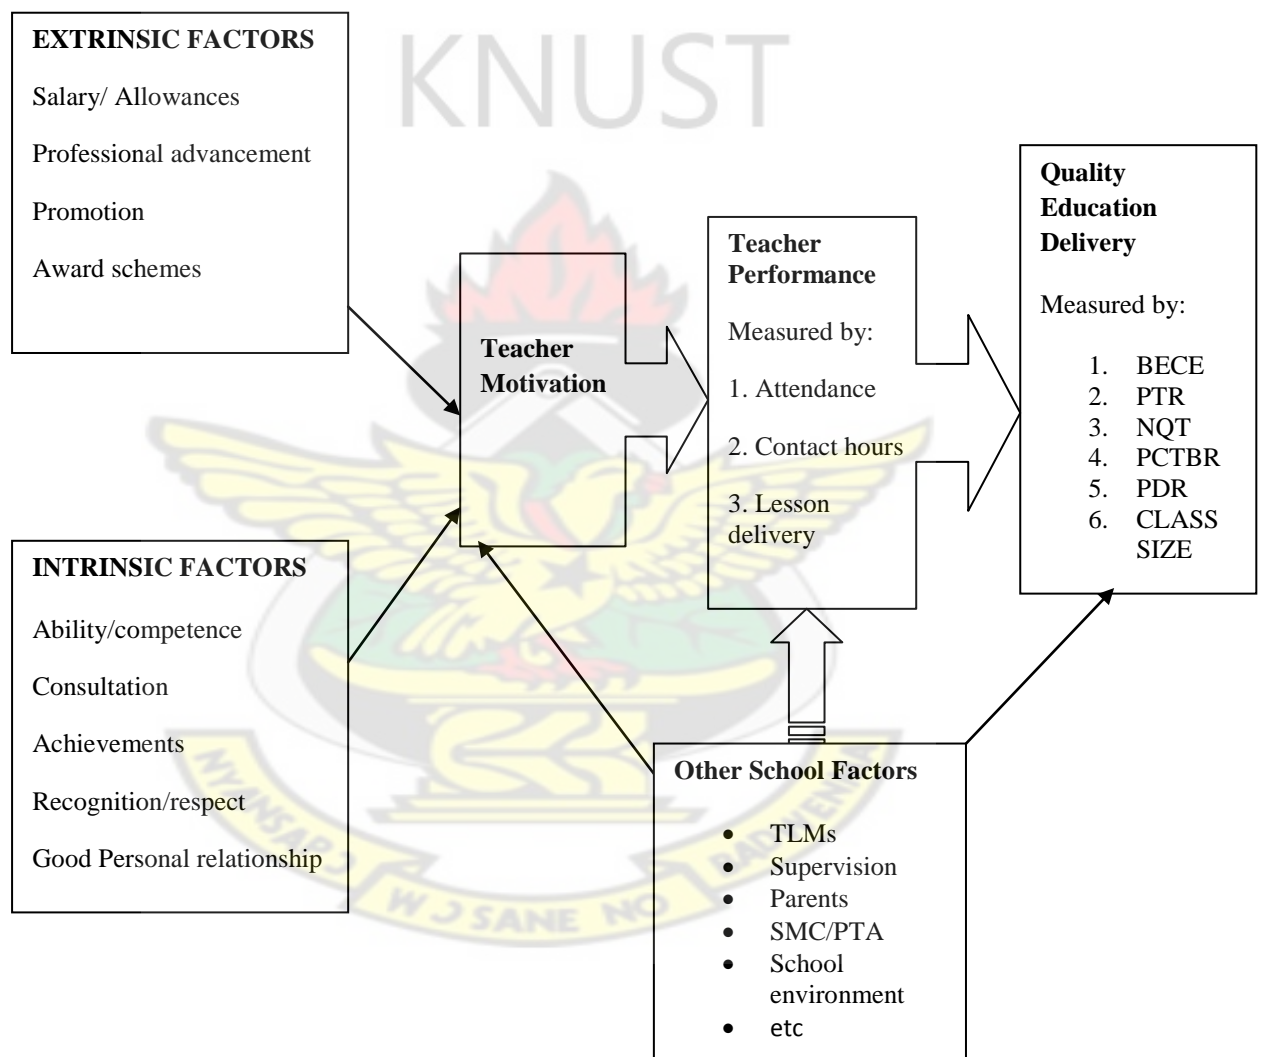 KNUST
EXTRINSIC FACTORS
Salary/ Allowances
Professional advancement
Promotion
Award schemes
Teacher
Motivation
Teacher
Performance
Measured by:
1. Attendance
2. Contact hours
3. Lesson
delivery
Quality
Education
Delivery
Measured by:
1. BECE
2. PTR
3. NQT
4. PCTBR
5. PDR
6. CLASS
SIZE
INTRINSIC FACTORS
Ability/competence
Consultation
Achievements
Recognition/respect
Good Personal relationship
Other School Factors
• TLMs
• Supervision
• Parents
• SMC/PTA
• School
environment
• etc
W Ɔ SANE NO